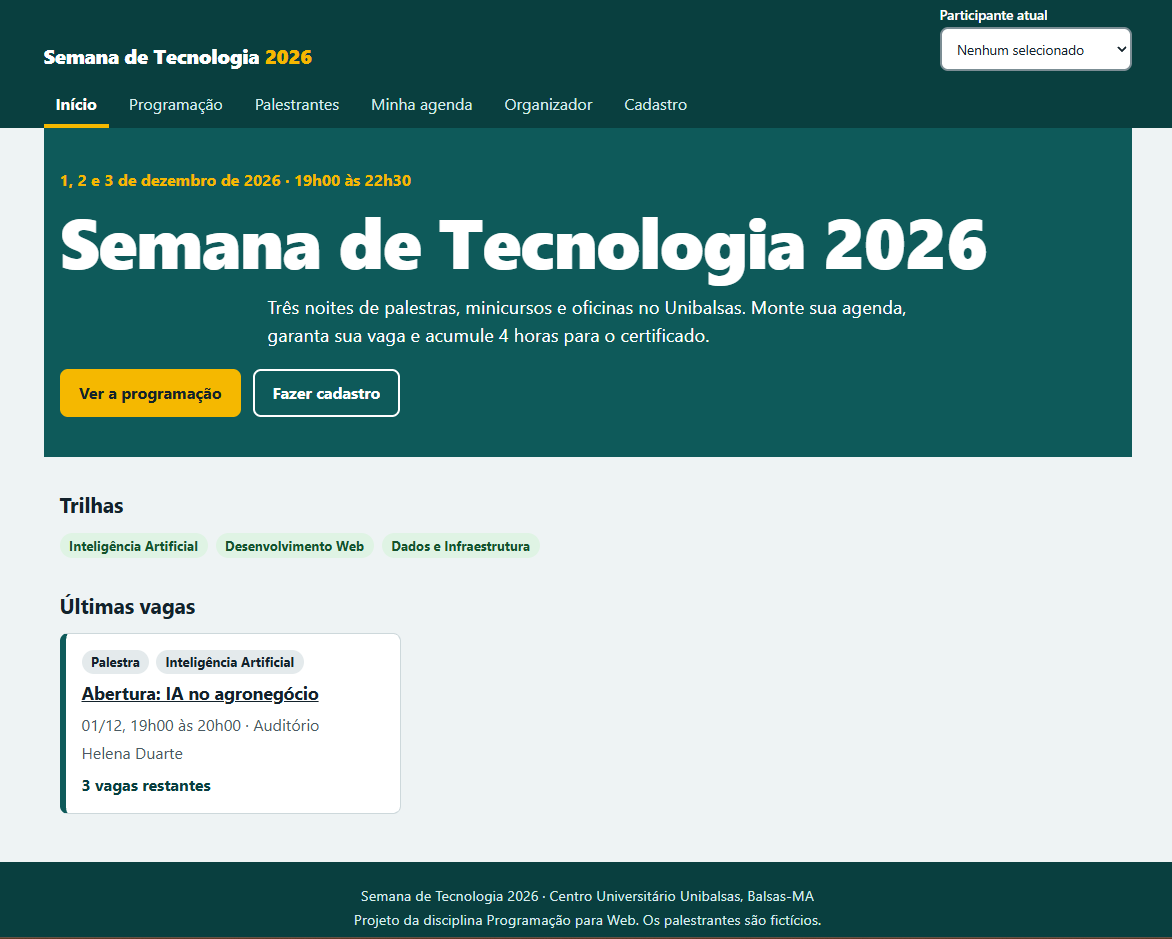 Participante atual
Semana de Tecnologia 2026
Nenhum selecionado
Início Programação Palestrantes Minha agenda Organizador Cadastro
1, 2 e 3 de dezembro de 2026 · 19h00 às 22h30
Semana de Tecnologia 2026
Três noites de palestras, minicursos e oficinas no Unibalsas. Monte sua agenda,
garanta sua vaga e acumule 4 horas para o certificado.
Ver a programação Fazer cadastro
Trilhas
Inteligência Artificial Desenvolvimento Web Dados e Infraestrutura
Últimas vagas
Palestra Inteligência Artificial
Abertura: IA no agronegócio
01/12, 19h00 às 20h00 · Auditório
Helena Duarte
3 vagas restantes
Semana de Tecnologia 2026 · Centro Universitário Unibalsas, Balsas-MA
Projeto da disciplina Programação para Web. Os palestrantes são fictícios.